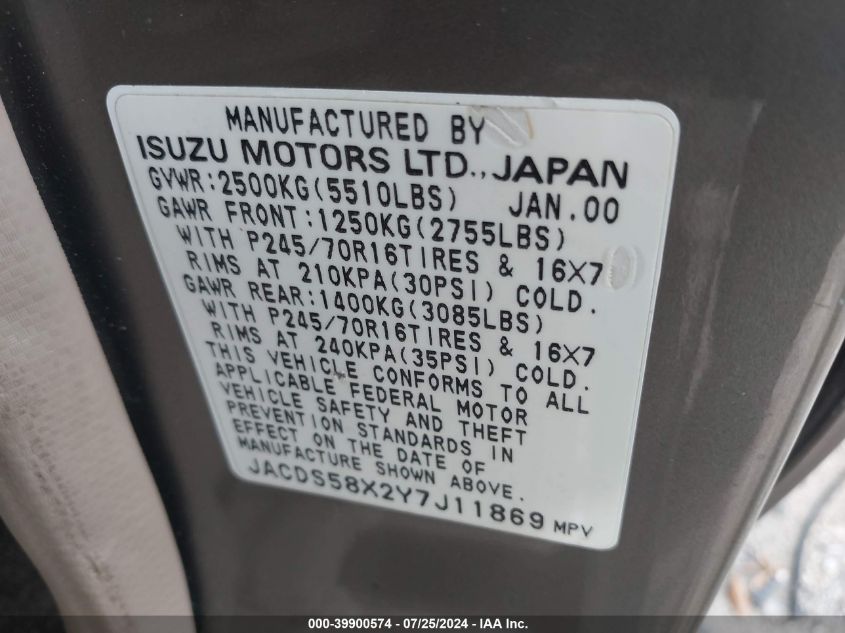 MANUFACTURED BY
ISUZU MOTORS LTD., JAPAN
GVWR:2500KG(5510LBS) JAN.00
GAWR FRONT:1250KG(2755LBS)
WITH P245/70R16TIRES & 16X7
RIMS AT 210KPA(30PSI) COLD.
GAWR REAR:1400KG(3085LBS)
WITH P245/70R16TIRES & 16X7
RIMS AT 240KPA(35PSI) COLD.
THIS VEHICLE CONFORMS TO ALL
APPLICABLE FEDERAL MOTOR
VEHICLE SAFETY AND THEFT
PREVENTION STANDARDS IN
EFFECT ON THE DATE OF
MANUFACTURE SHOWN ABOVE.
JACDS58X2Y7J11869 MPV
000-39900574 / 07/25/2024 - IAA Inc.